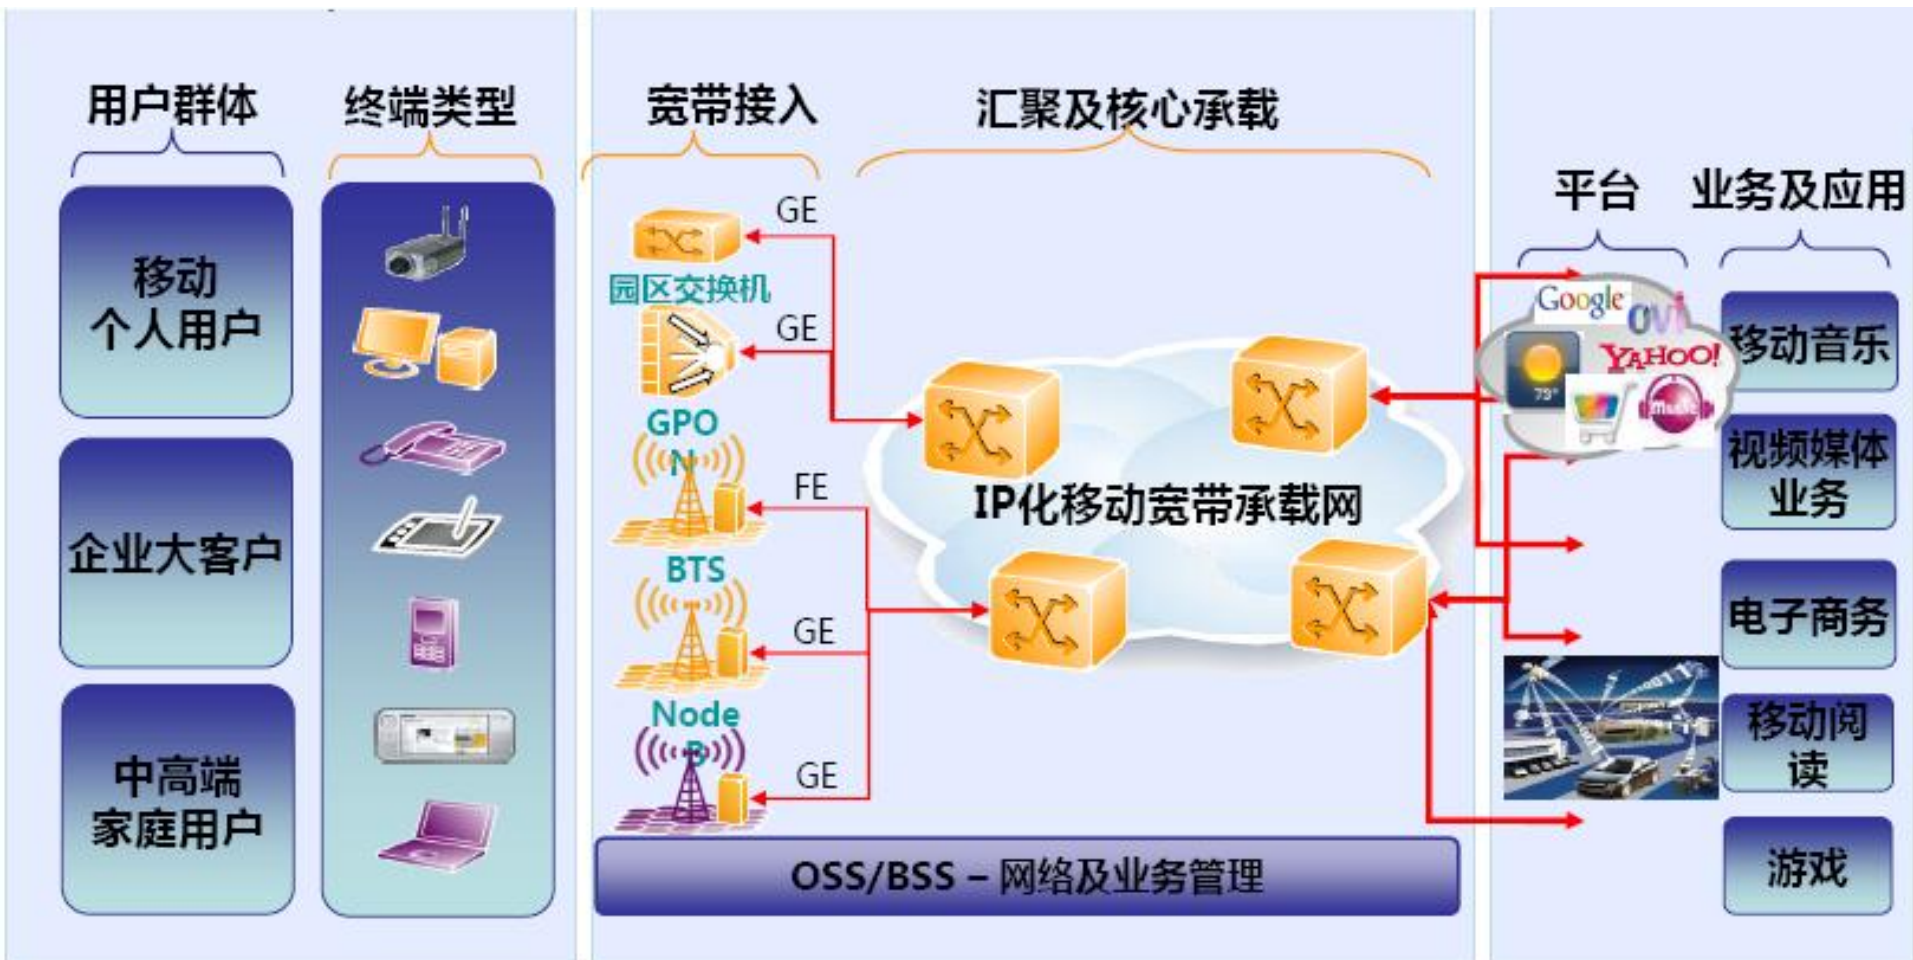 用户群体
终端类型
宽带接入
汇聚及核心承载
平台
业务及应用
移动
个人用户
企业大客户
中高端
家庭用户
GE
园区交换机
GE
GPO
N
FE
BTS
GE
Node
B
GE
IP化移动宽带承载网
OSS/BSS – 网络及业务管理
Google
ovi
YAHOO!
73°
music
移动音乐
视频媒体
业务
电子商务
移动阅
读
游戏